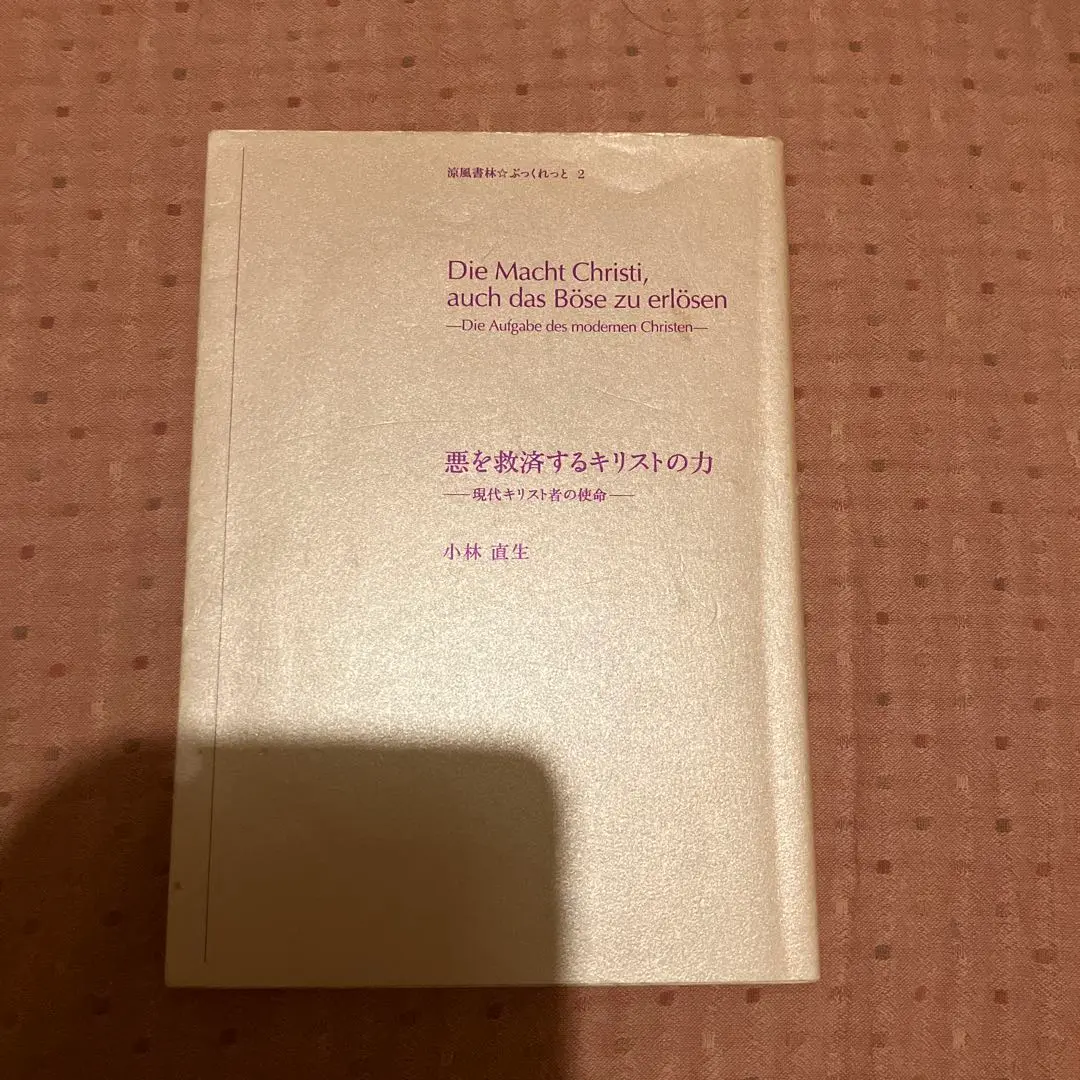 涼風書林☆ぶっくれっと 2
Die Macht Christi,
auch das Böse zu erlösen
—Die Aufgabe des modernen Christen—
悪を救済するキリストの力
——現代キリスト者の使命——
小林 直生